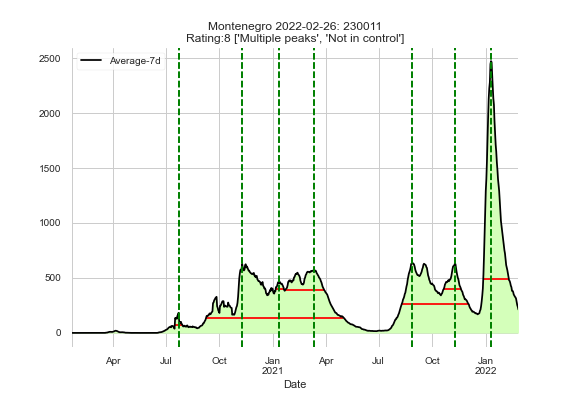 Montenegro 2022-02-26: 230011
Rating:8 ['Multiple peaks', 'Not in control']
Average-7d
2500
2000
1500
1000
500
0
Apr Jul Oct Jan Apr Jul Oct Jan
2021 2022
Date